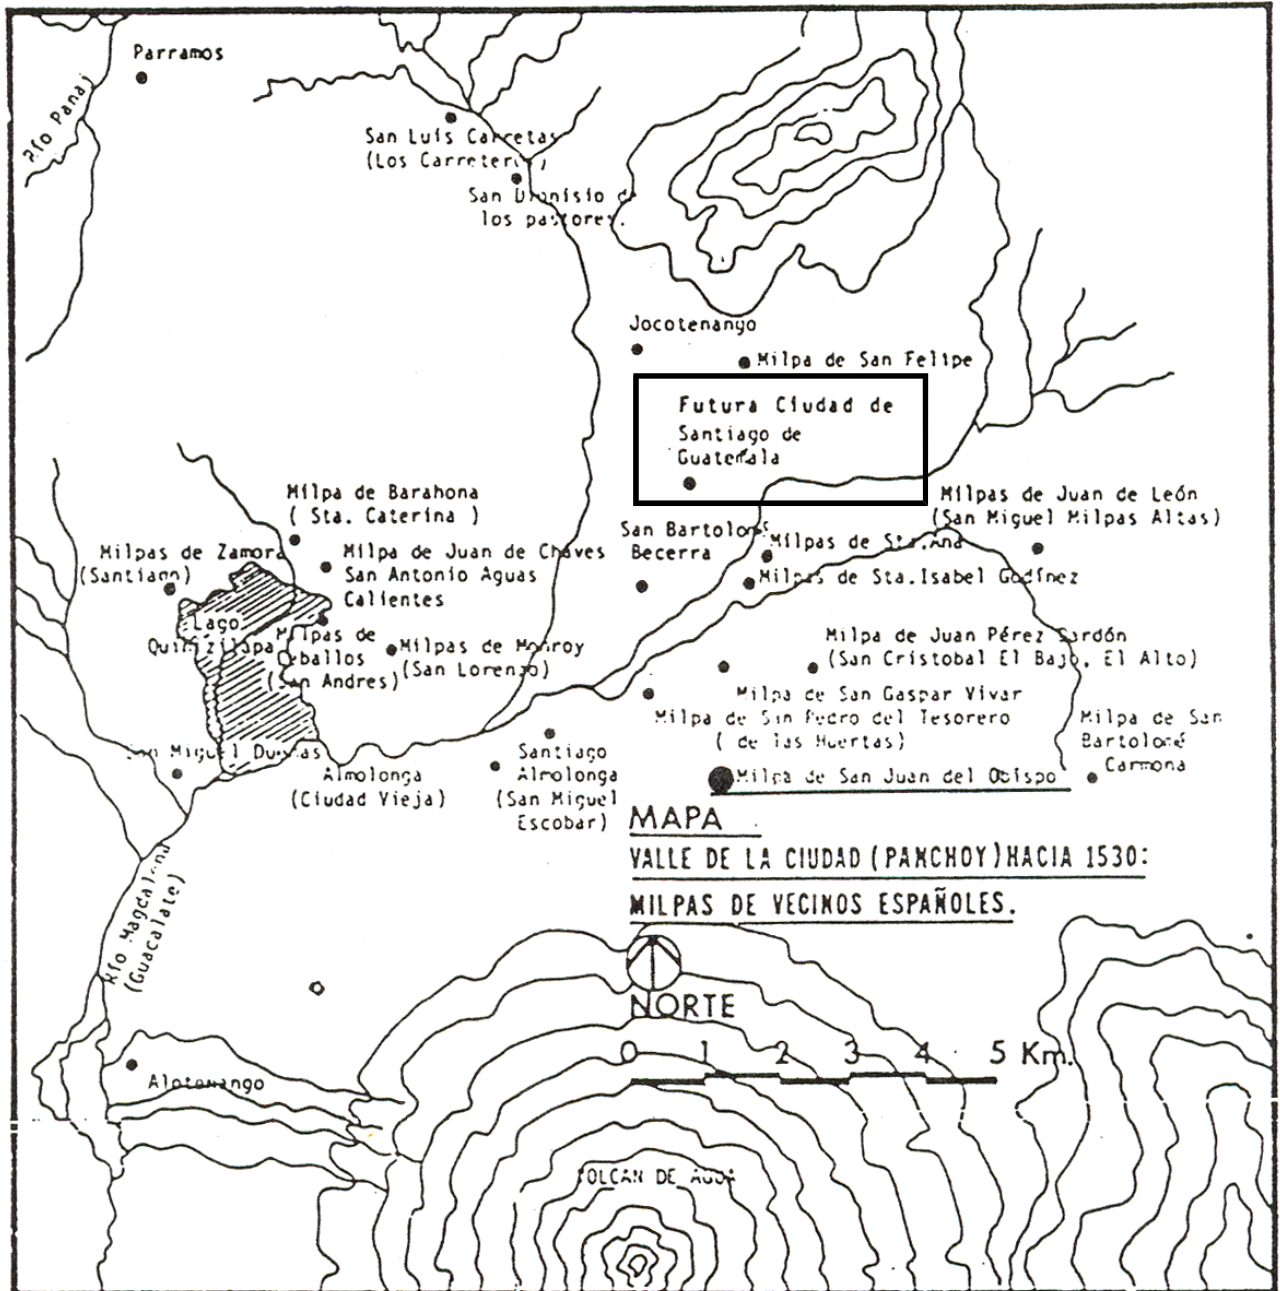 Parramos
Río Pana
San Luis Carretas
(Los Carretero
San Dionisio de
los pastores.
Jocotenango
Milpa de San Felipe
Futura Ciudad de
Santiago de
Guatemala
Milpa de Barahona
( Sta. Caterina )
Milpas de Juan de León
(San Miguel Milpas Altas)
San Bartolomé
Becerra
Milpas de Sta.Ana
Milpas de Zamora
(Santiago)
Milpa de Juan de Chaves
San Antonio Aguas
Calientes
Milpas de Sta.Isabel Godínez
Lago
Quinizilapa
Milpas de
Ceballos
(San Andres)
Milpas de Monroy
(San Lorenzo)
Milpa de Juan Pérez Dardón
(San Cristobal El Bajo, El Alto)
Milpa de San Gaspar Vivar
Milpa de San Pedro del Tesorero
( de las Huertas)
Milpa de San
Bartolomé
Carmona
San Miguel Dueñas
Almolonga
(Ciudad Vieja)
Santiago
Almolonga
(San Miguel
Escobar)
Milpa de San Juan del Obispo
MAPA
VALLE DE LA CIUDAD (PANCHOY) HACIA 1530:
MILPAS DE VECINOS ESPAÑOLES.
Río Magdalena
(Guacalate)
NORTE
0 1 2 3 4 5 Km.
Alotenango
VOLCAN DE AGUA